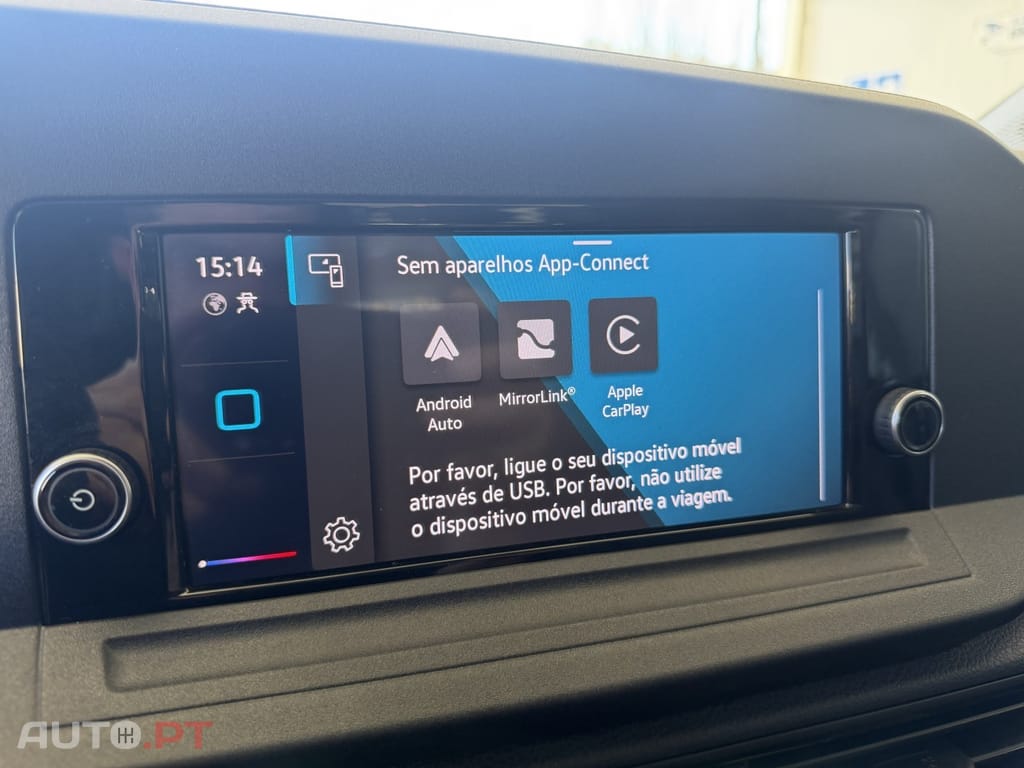 15:14
Sem aparelhos App-Connect
Android
Auto
MirrorLink®
Apple
CarPlay
Por favor, ligue o seu dispositivo móvel
através de USB. Por favor, não utilize
o dispositivo móvel durante a viagem.
AUTO.PT